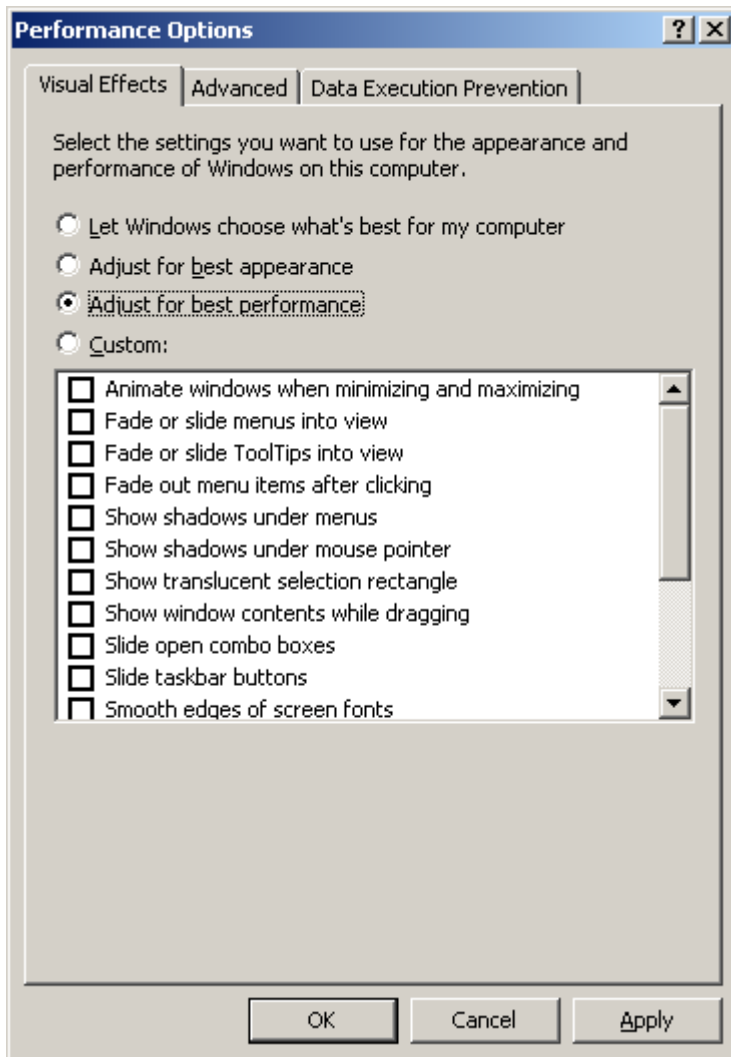 Performance Options
Visual Effects
Advanced
Data Execution Prevention
Select the settings you want to use for the appearance and
performance of Windows on this computer.
Let Windows choose what's best for my computer
Adjust for best appearance
Adjust for best performance
Custom:
Animate windows when minimizing and maximizing
Fade or slide menus into view
Fade or slide ToolTips into view
Fade out menu items after clicking
Show shadows under menus
Show shadows under mouse pointer
Show translucent selection rectangle
Show window contents while dragging
Slide open combo boxes
Slide taskbar buttons
Smooth edges of screen fonts
OK
Cancel
Apply